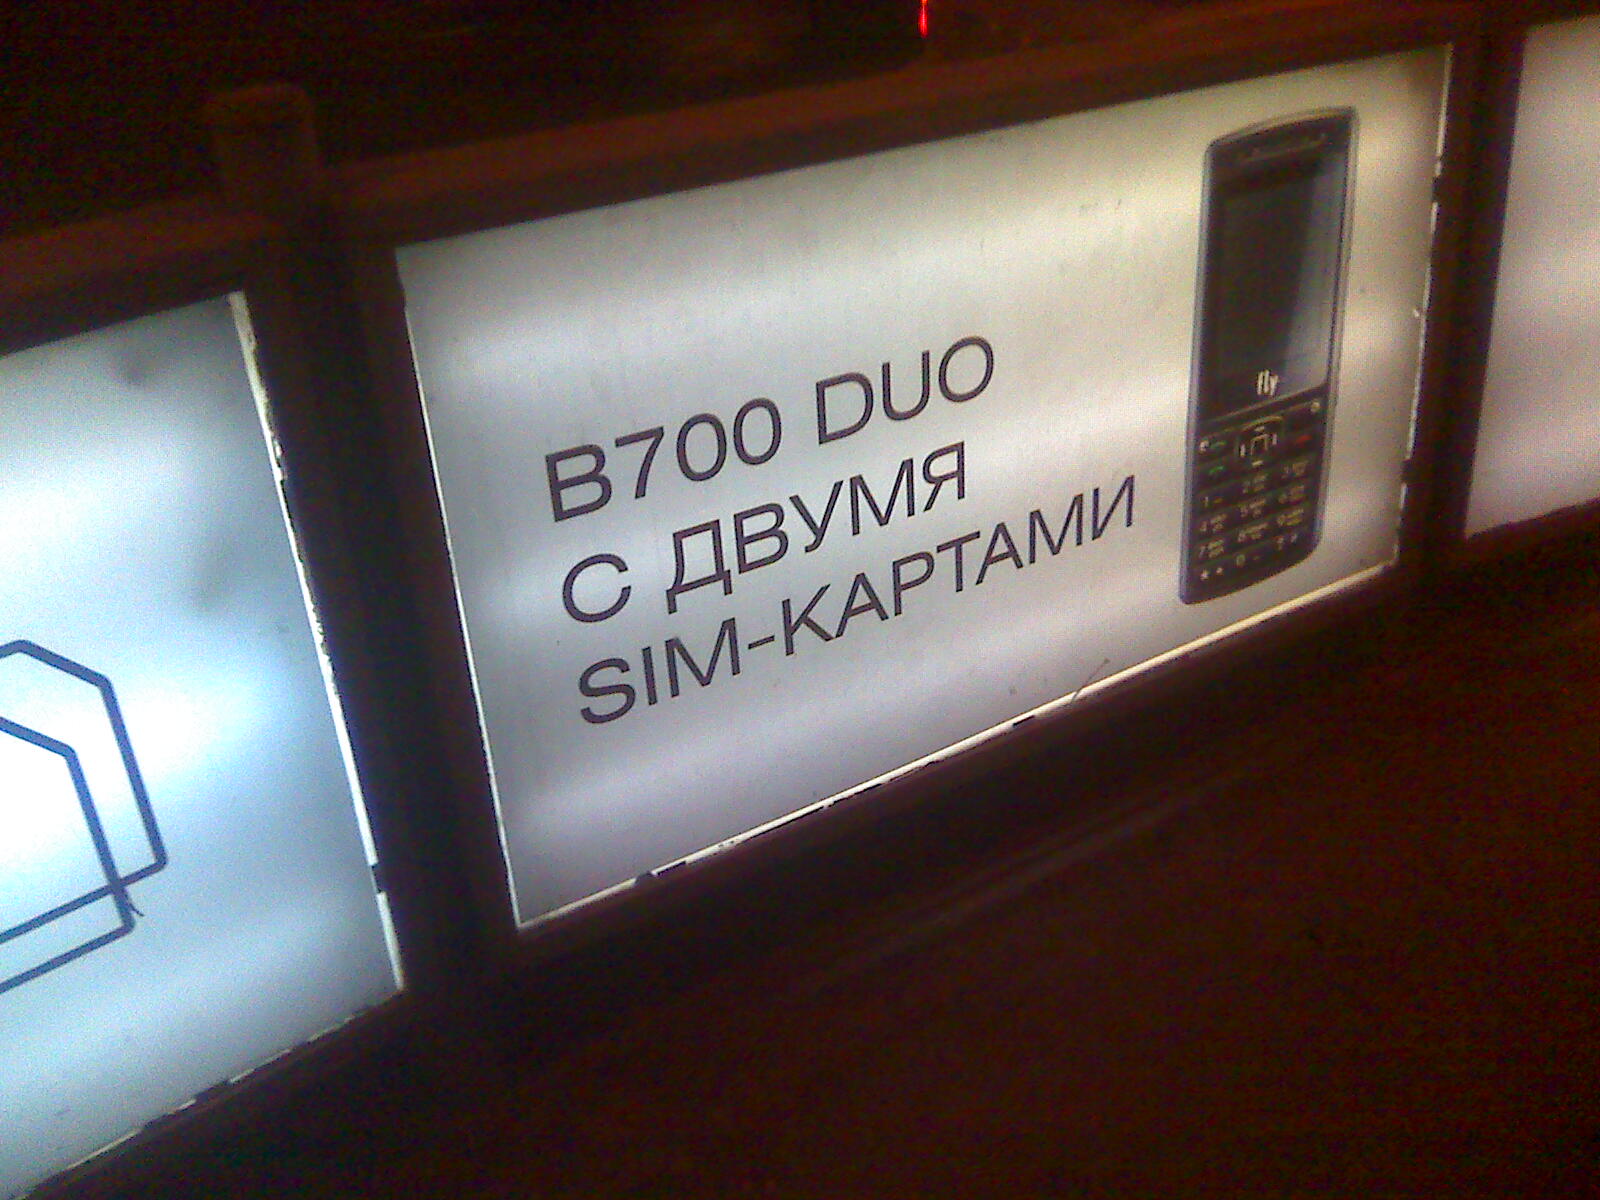 B700 DUO
С ДВУМЯ
SIM-КАРТАМИ
fly